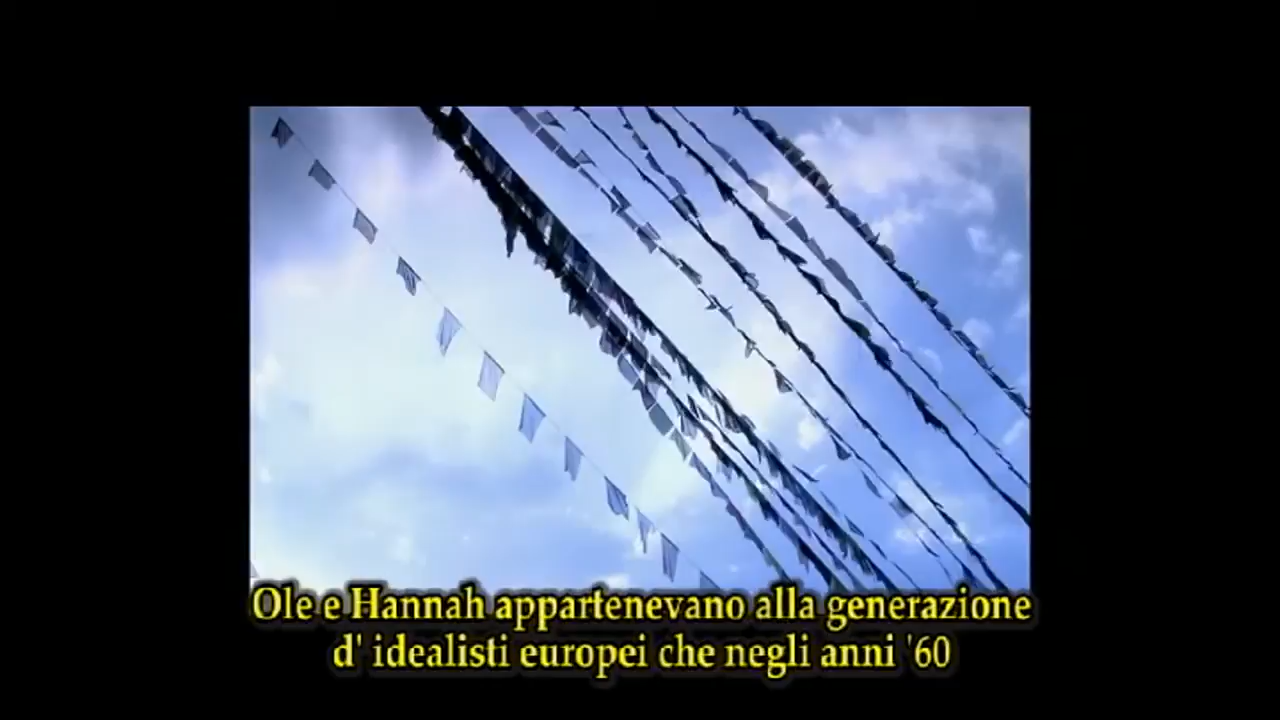 Ole e Hannah appartenevano alla generazione
d' idealisti europei che negli anni '60